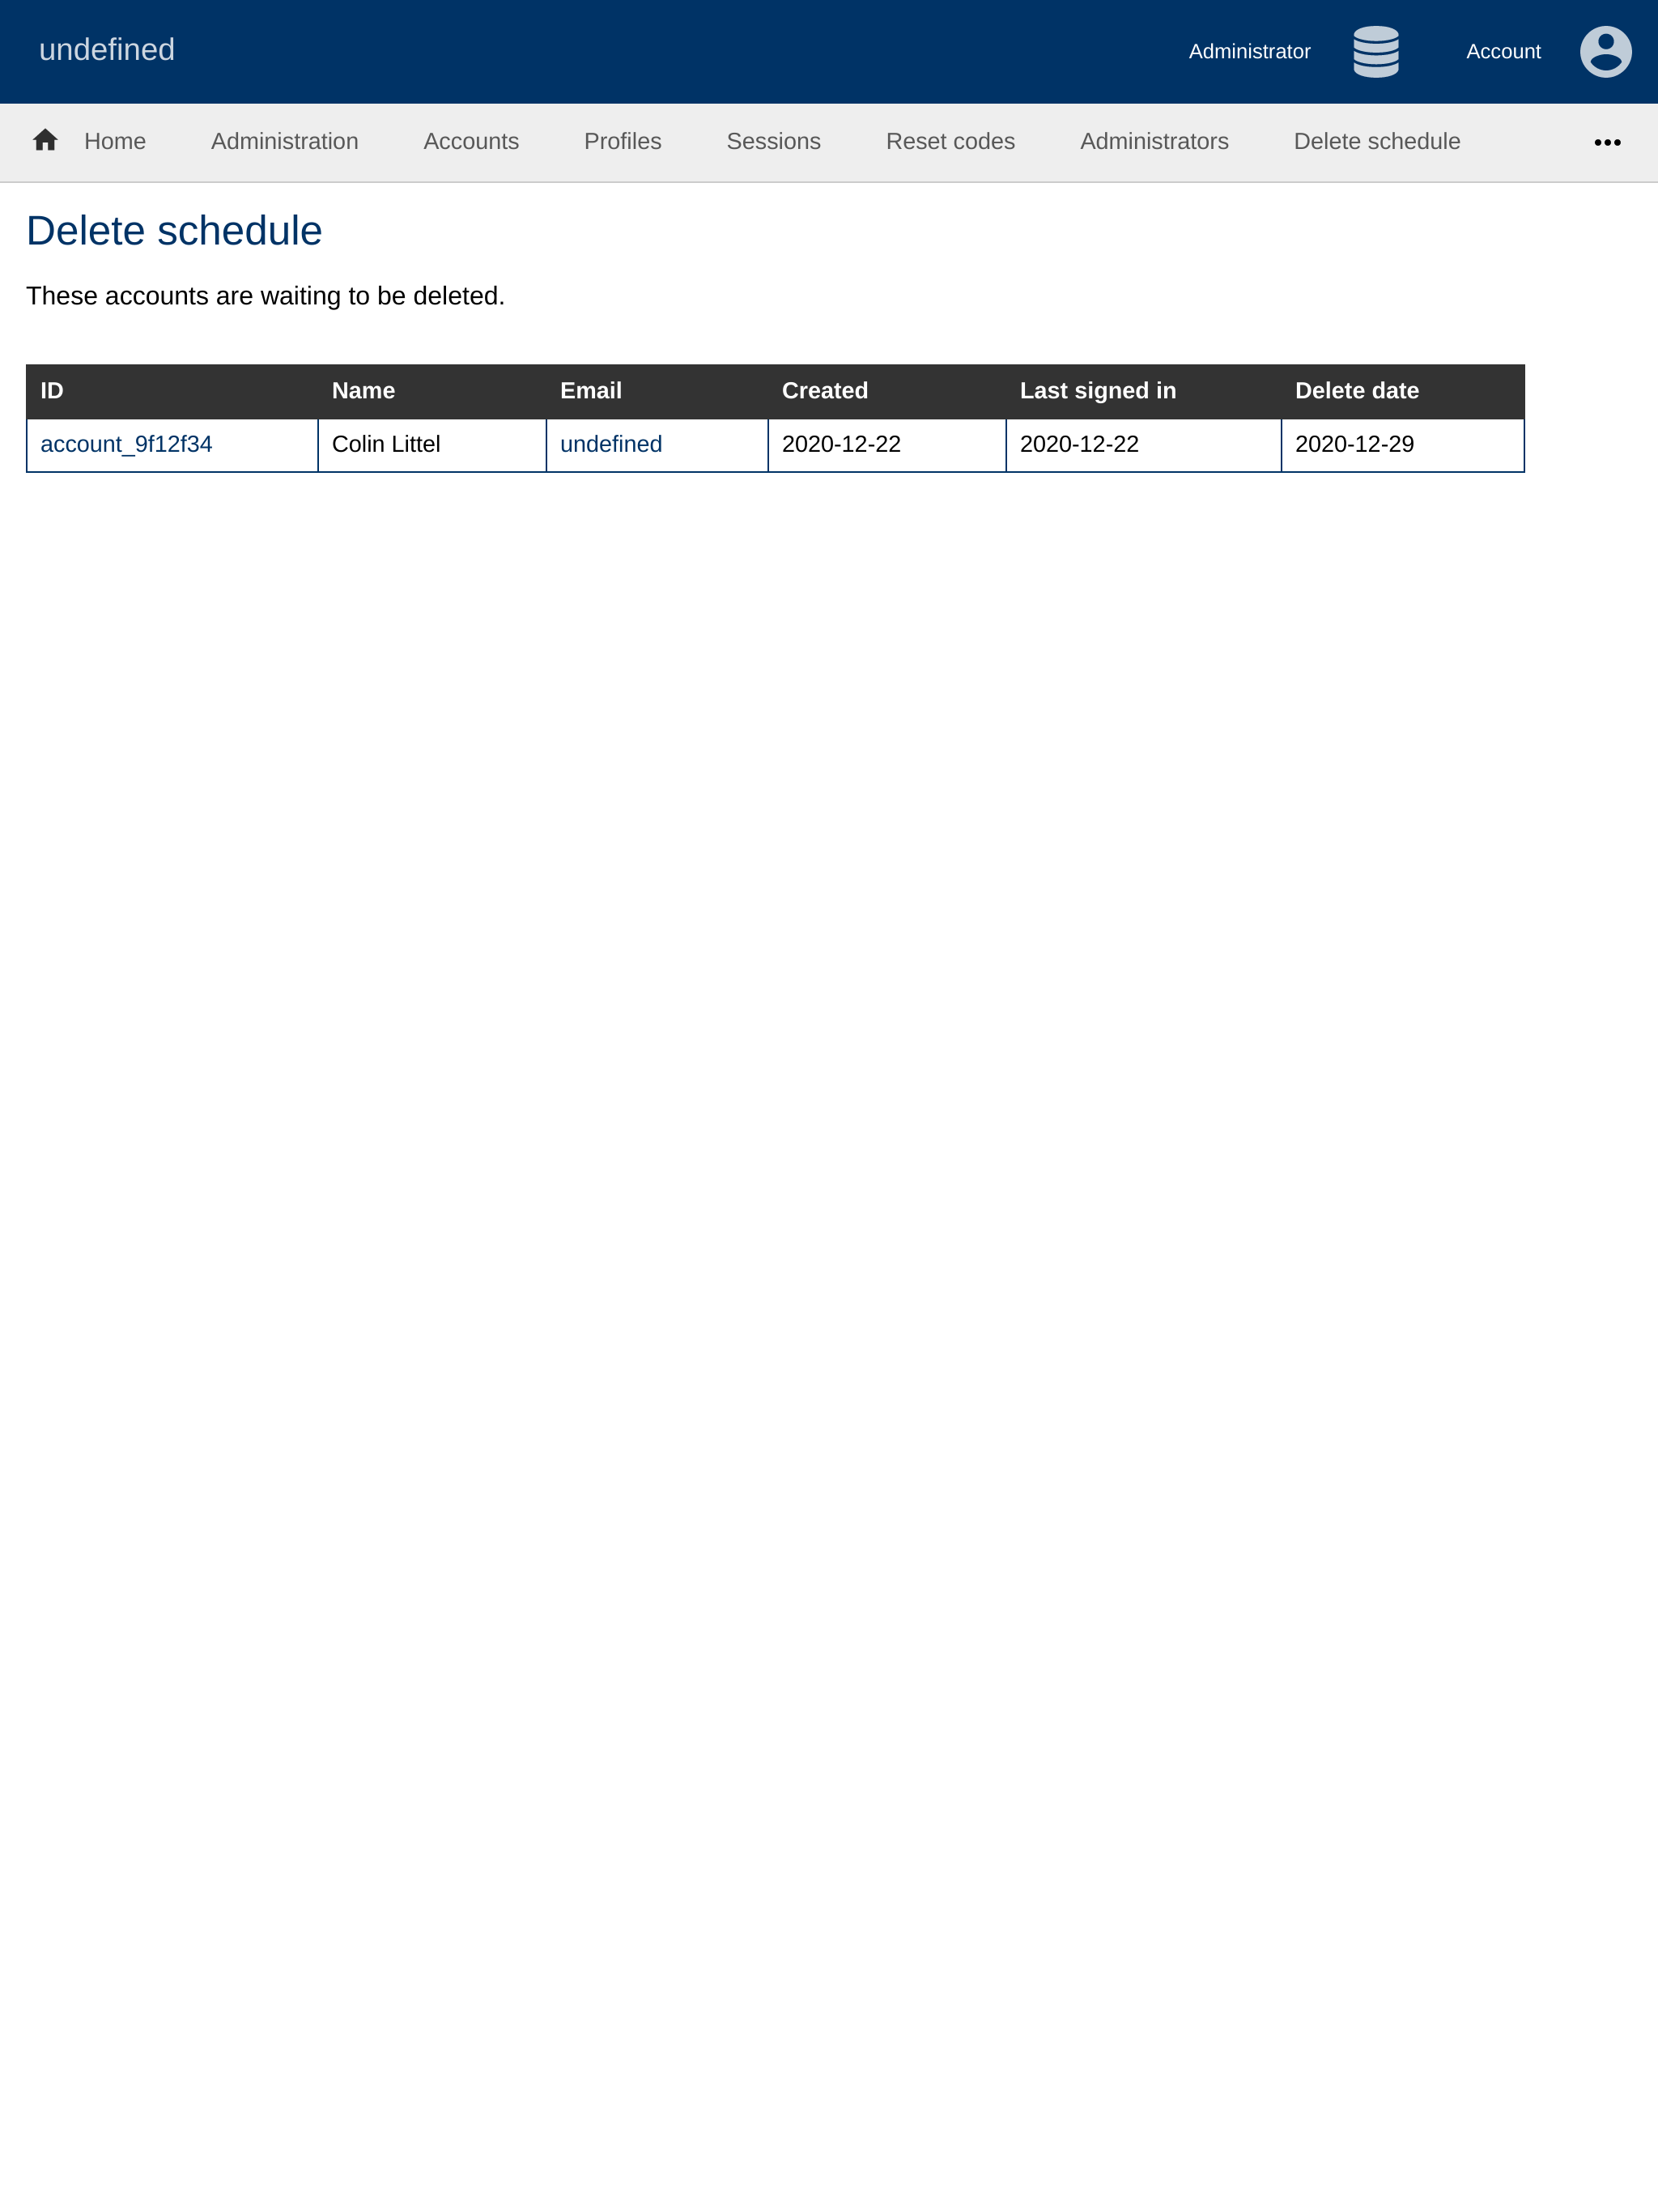 undefined
Administrator
Account
Home Administration Accounts Profiles Sessions Reset codes Administrators Delete schedule
Delete schedule
These accounts are waiting to be deleted.
ID Name Email Created Last signed in Delete date
account_9f12f34 Colin Littel undefined 2020-12-22 2020-12-22 2020-12-29